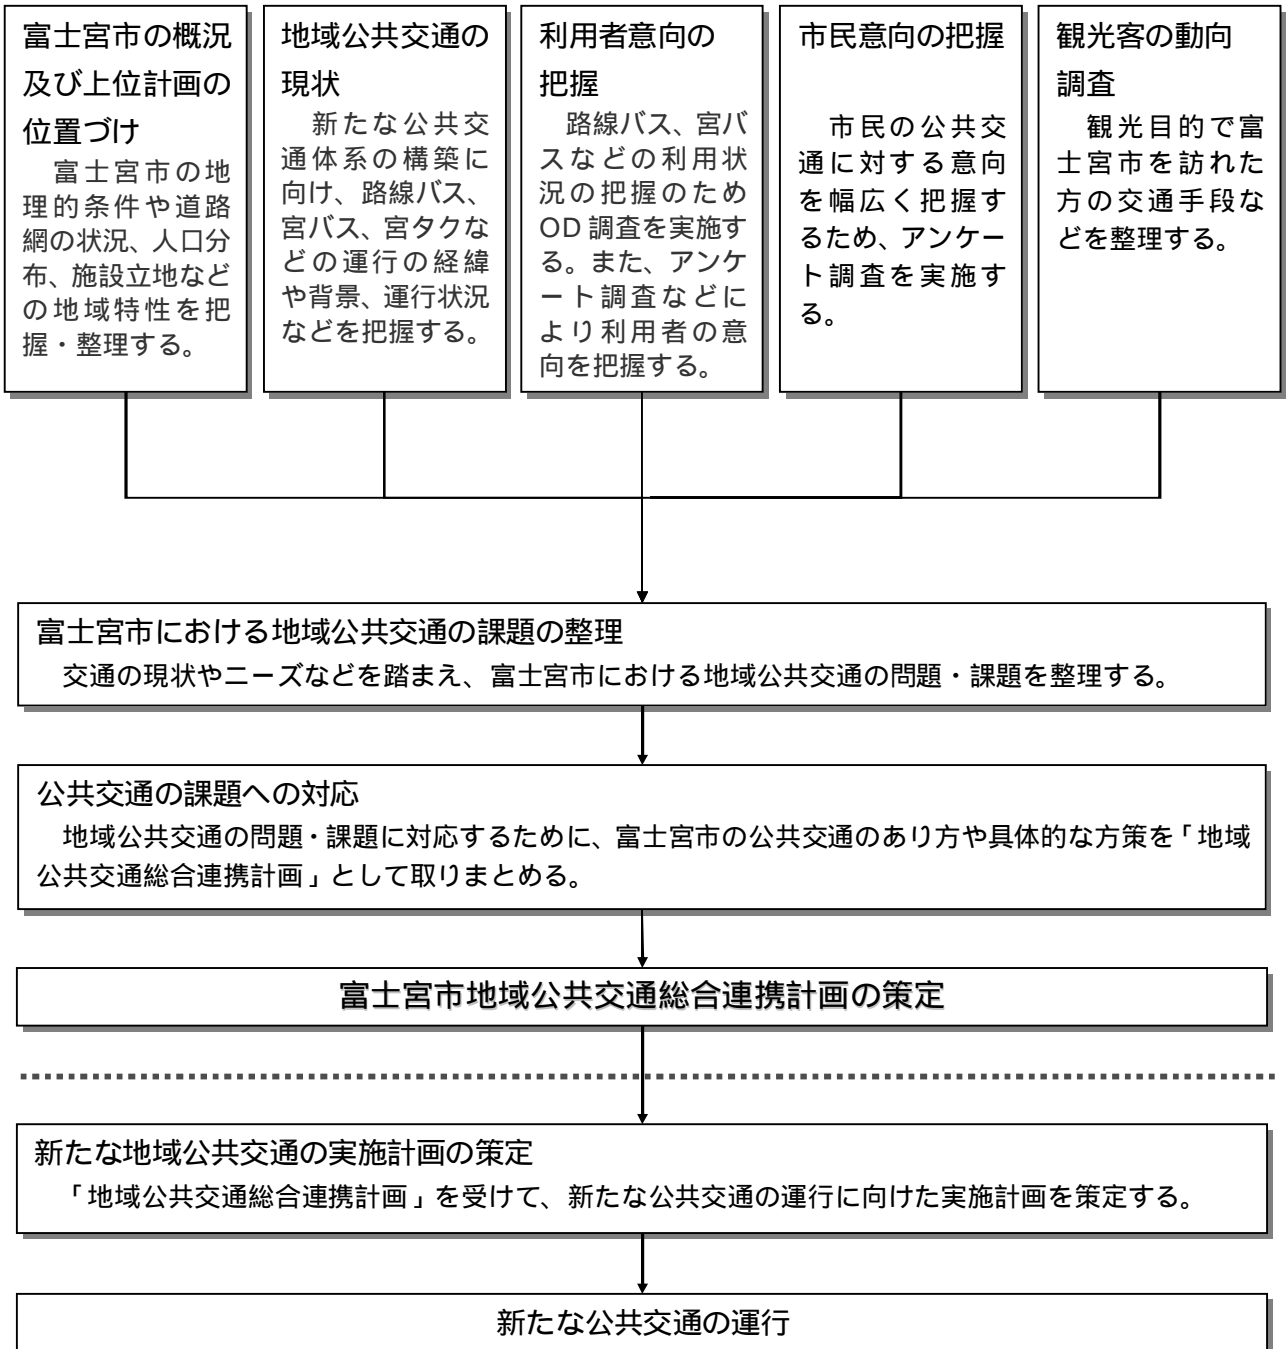 富士宮市の概況
及び上位計画の
位置づけ
富士宮市の地
理的条件や道路
網の状況、人口分
布、施設立地など
の地域特性を把
握・整理する。
地域公共交通の
現状
新たな公共交
通体系の構築に
向け、路線バス、
宮バス、宮タクな
どの運行の経緯
や背景、運行状況
などを把握する。
利用者意向の
把握
路線バス、宮バ
スなどの利用状
況の把握のため
OD 調査を実施す
る。また、アンケ
ート調査などに
より利用者の意
向を把握する。
市民意向の把握
市民の公共交
通に対する意向
を幅広く把握す
るため、アンケー
ト調査を実施す
る。
観光客の動向
調査
観光目的で富
士宮市を訪れた
方の交通手段な
どを整理する。
富士宮市における地域公共交通の課題の整理
交通の現状やニーズなどを踏まえ、富士宮市における地域公共交通の問題・課題を整理する。
公共交通の課題への対応
地域公共交通の問題・課題に対応するために、富士宮市の公共交通のあり方や具体的な方策を「地域
公共交通総合連携計画」として取りまとめる。
富士宮市地域公共交通総合連携計画の策定
新たな地域公共交通の実施計画の策定
「地域公共交通総合連携計画」を受けて、新たな公共交通の運行に向けた実施計画を策定する。
新たな公共交通の運行